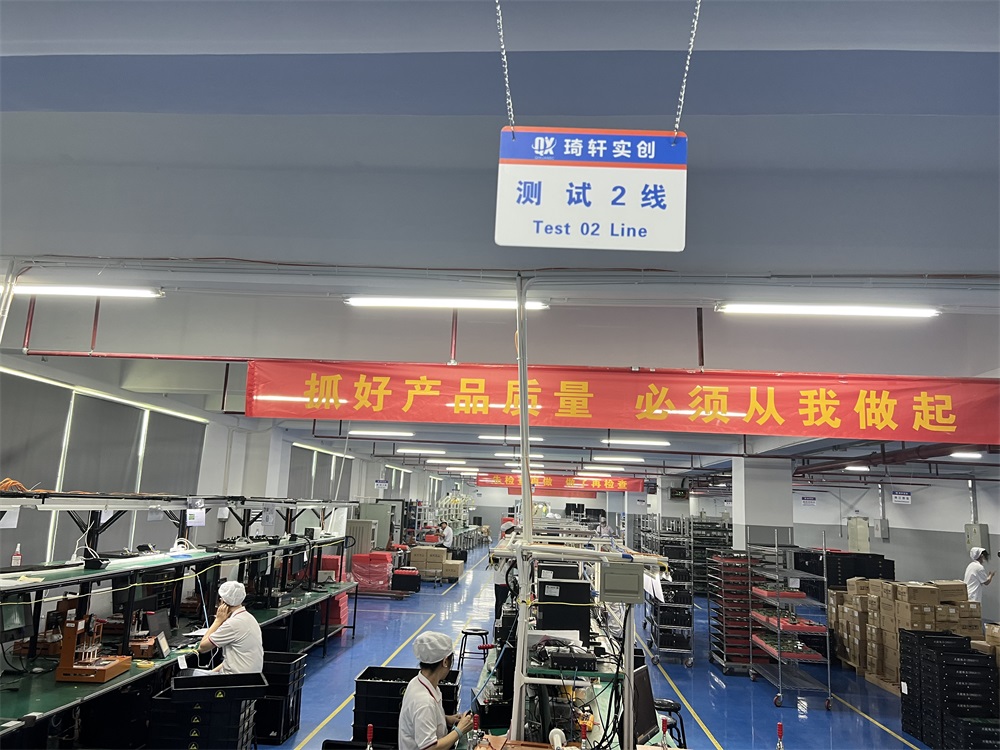 QX 琦轩实创
测试2线
Test 02 Line
抓好产品质量 必须从我做起